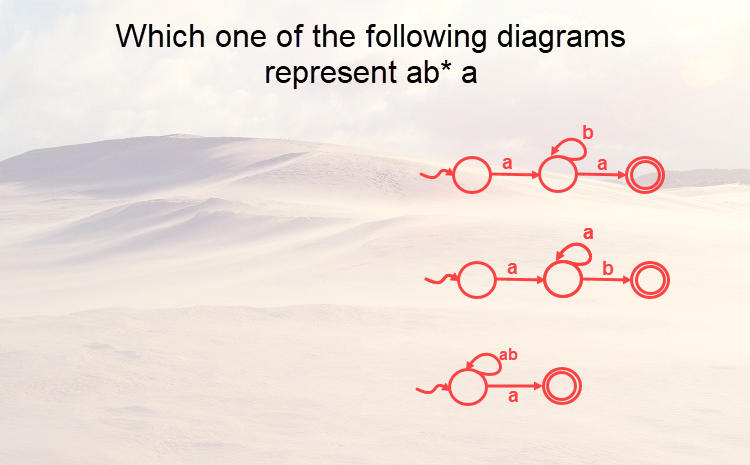 Which one of the following diagrams
represent ab* a
b
a a
a
a b
ab
a